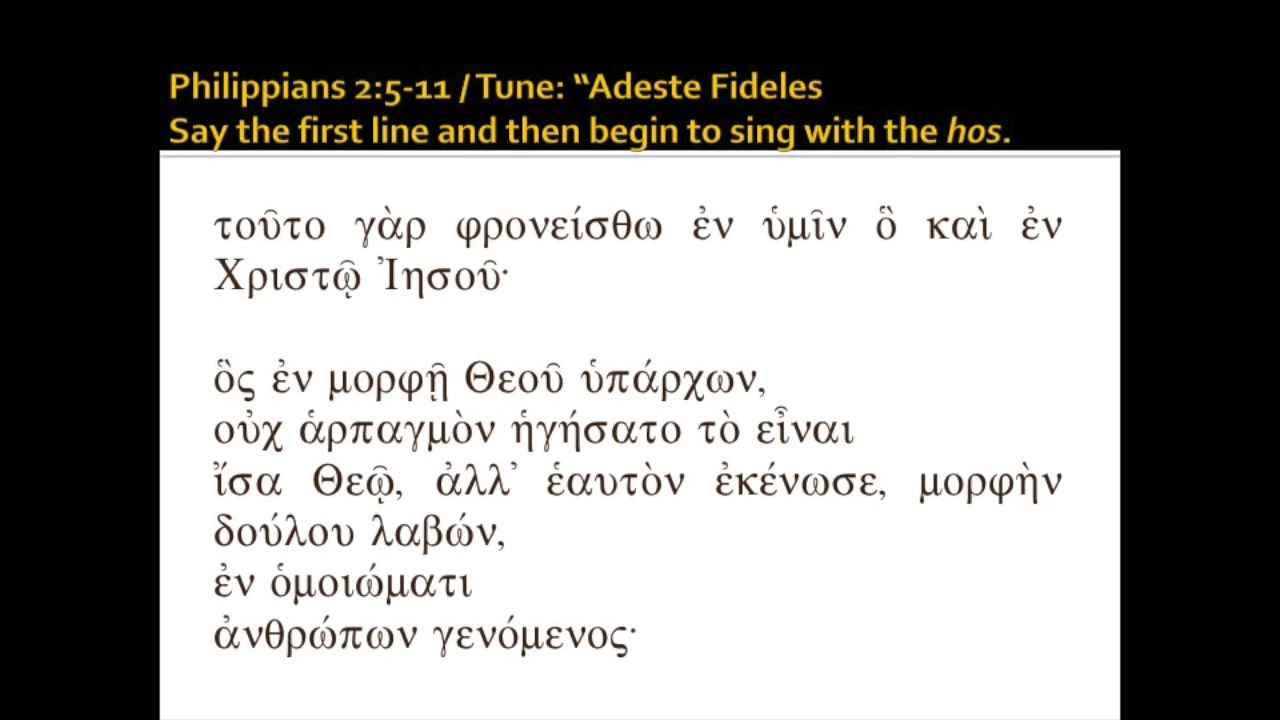 Philippians 2:5-11 / Tune: “Adeste Fideles
Say the first line and then begin to sing with the hos.
τοῦτο γὰρ φρονείσθω ἐν ὑμῖν ὃ καὶ ἐν
Χριστῷ Ἰησοῦ·
ὃς ἐν μορφῇ Θεοῦ ὑπάρχων,
οὐχ ἁρπαγμὸν ἡγήσατο τὸ εἶναι
ἴσα Θεῷ, ἀλλ’ ἑαυτὸν ἐκένωσε, μορφὴν
δούλου λαβών,
ἐν ὁμοιώματι
ἀνθρώπων γενόμενος·